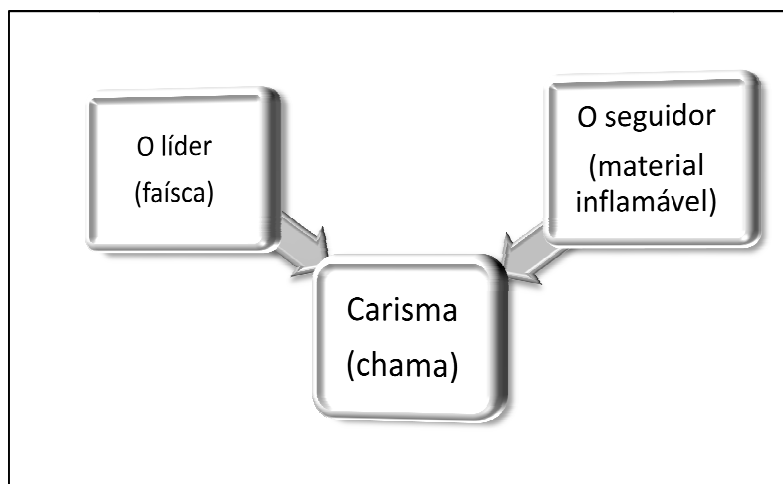 O líder
(faísca)
O seguidor
(material
inflamável)
Carisma
(chama)